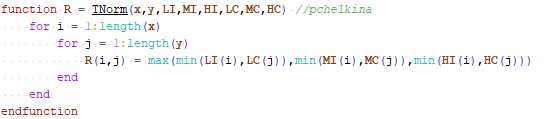 function R = TNorm(x,y,LI,MI,HI,LC,MC,HC) //pchelkina
for i = 1:length(x)
for j = 1:length(y)
R(i,j) = max(min(LI(i),LC(j)),min(MI(i),MC(j)),min(HI(i),HC(j)))
end
end
endfunction